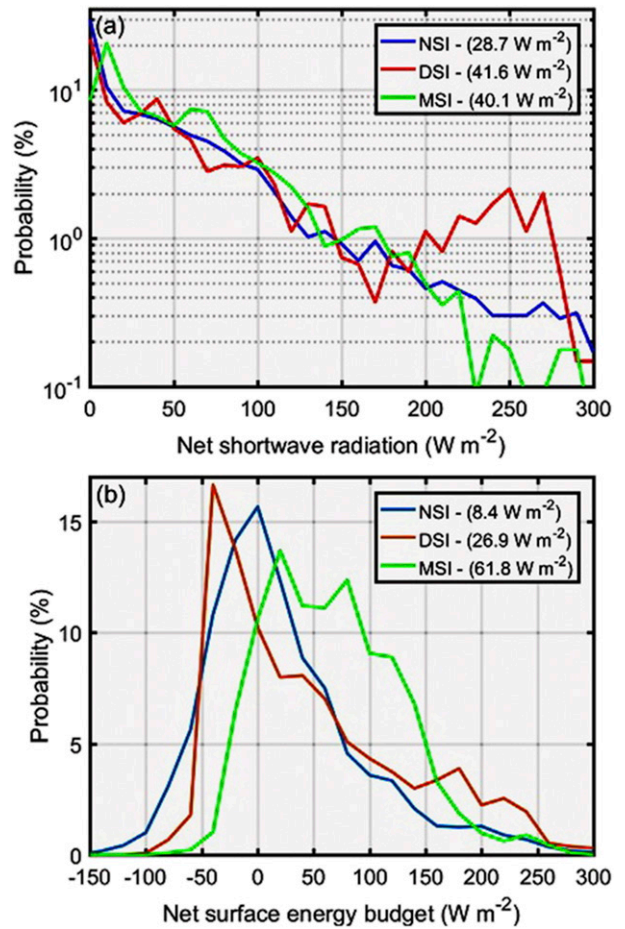 (a)
NSI - (28.7 W m⁻²)
DSI - (41.6 W m⁻²)
MSI - (40.1 W m⁻²)
Probability (%)
10¹
10⁰
10⁻¹
0 50 100 150 200 250 300
Net shortwave radiation (W m⁻²)
(b)
NSI - (8.4 W m⁻²)
DSI - (26.9 W m⁻²)
MSI - (61.8 W m⁻²)
Probability (%)
15
10
5
0
-150 -100 -50 0 50 100 150 200 250 300
Net surface energy budget (W m⁻²)